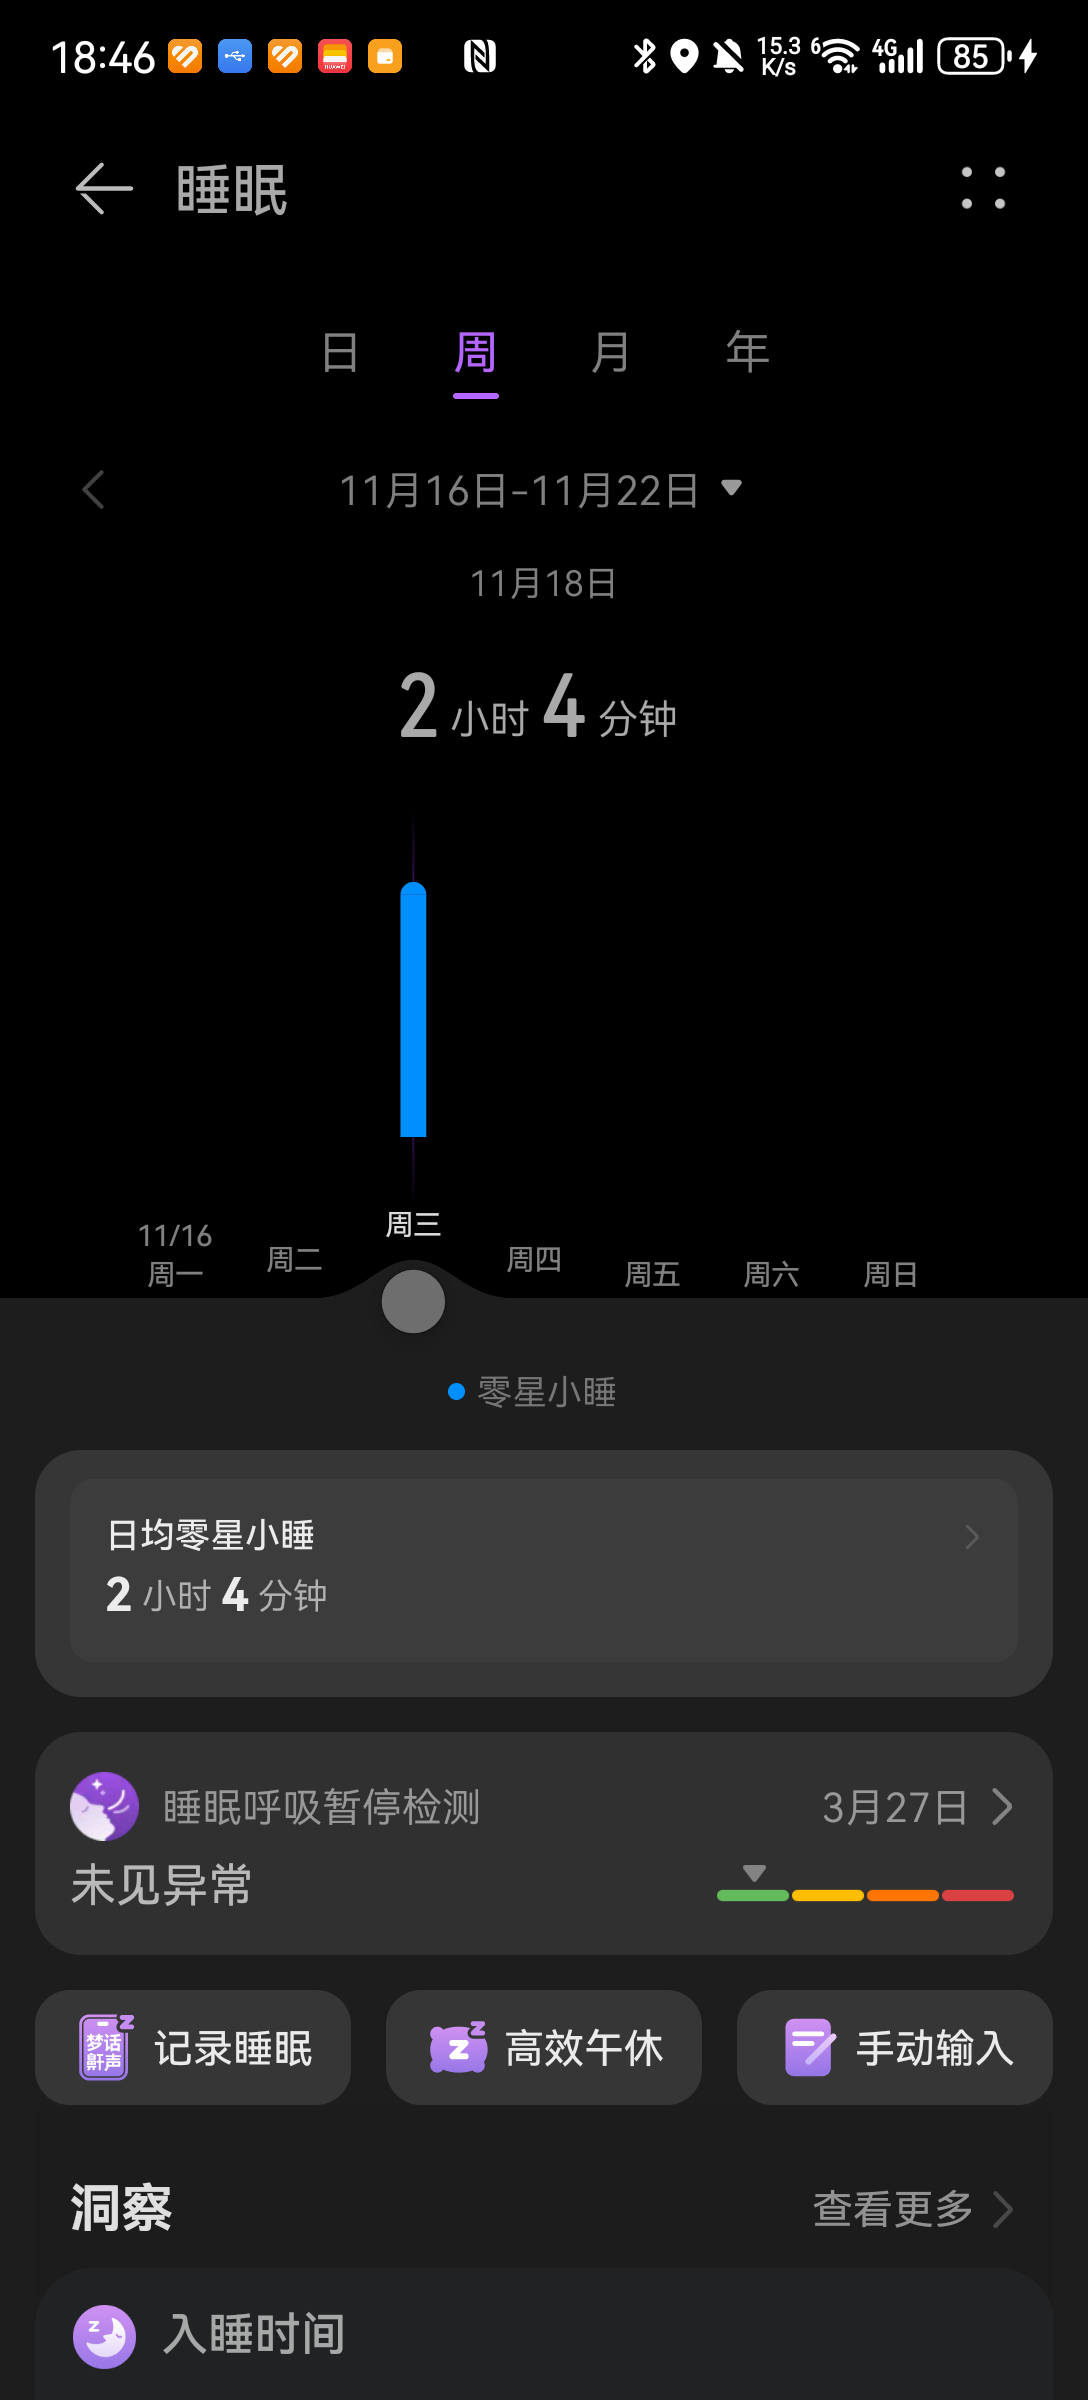 18:46 15.3 K/s 6 4G 85
睡眠
日 周 月 年
11月16日-11月22日
11月18日
2 小时 4 分钟
11/16
周一 周二 周三 周四 周五 周六 周日
零星小睡
日均零星小睡
2 小时 4 分钟
睡眠呼吸暂停检测 3月27日
未见异常
梦话 鼾声 记录睡眠 高效午休 手动输入
洞察 查看更多
入睡时间